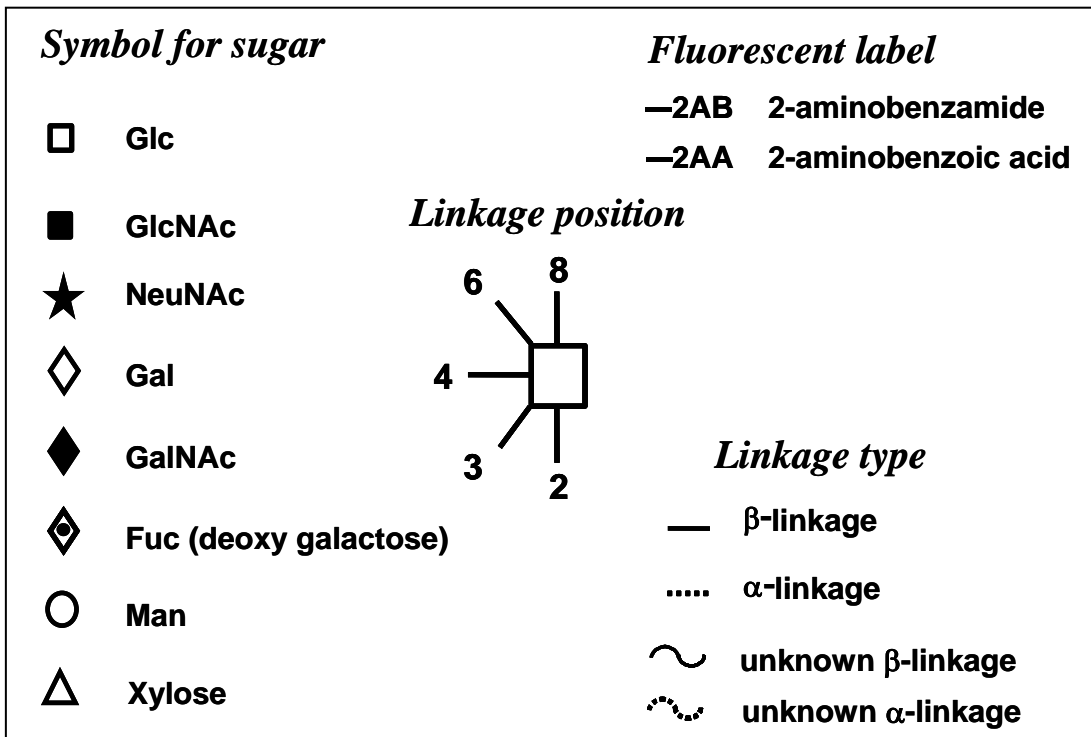 Symbol for sugar
Glc
GlcNAc
NeuNAc
Gal
GalNAc
Fuc (deoxy galactose)
Man
Xylose
Fluorescent label
—2AB 2-aminobenzamide
—2AA 2-aminobenzoic acid
Linkage position
6 8
4
3 2
Linkage type
β-linkage
α-linkage
unknown β-linkage
unknown α-linkage